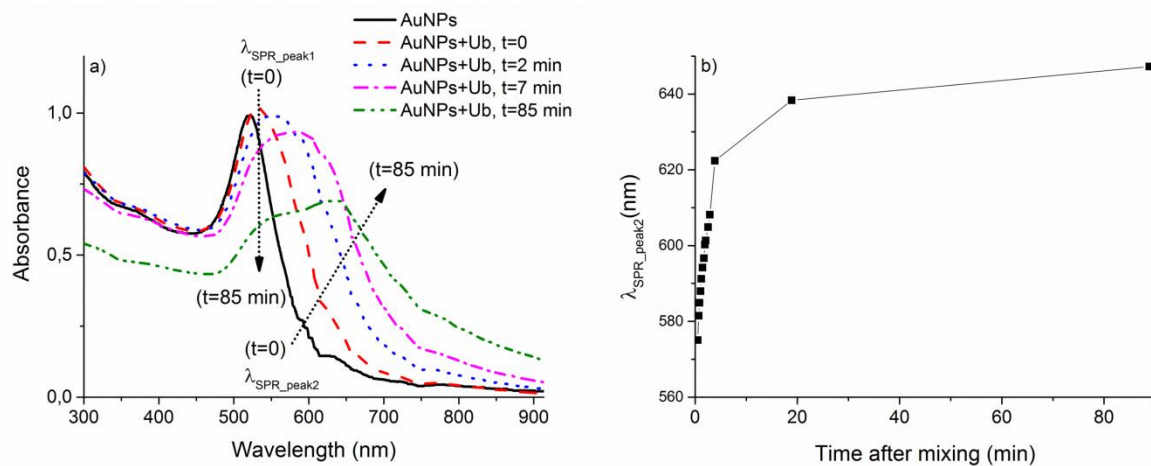 a)
λSPR_peak1
(t=0)
AuNPs
AuNPs+Ub, t=0
AuNPs+Ub, t=2 min
AuNPs+Ub, t=7 min
AuNPs+Ub, t=85 min
(t=85 min)
(t=85 min)
(t=0)
λSPR_peak2
1,0
0,5
0,0
Absorbance
300 400 500 600 700 800 900
Wavelength (nm)
b)
640
620
600
580
560
λSPR_peak2(nm)
0 20 40 60 80
Time after mixing (min)